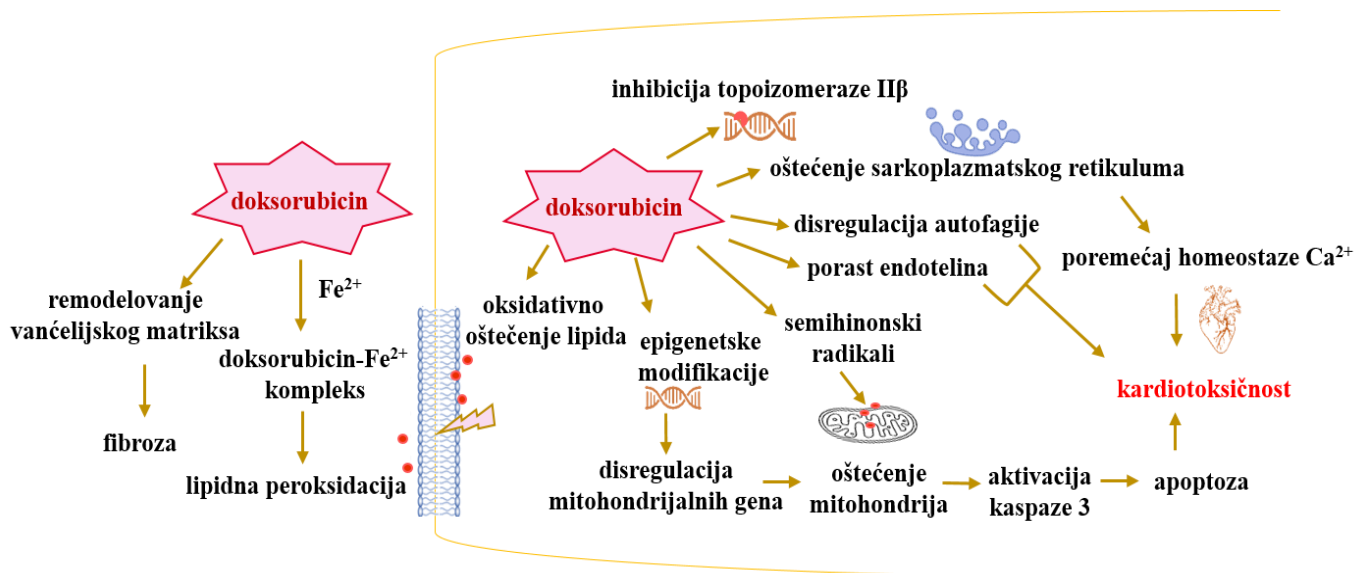 inhibicija topoizomeraze IIβ
doksorubicin
doksorubicin
oštećenje sarkoplazmatskog retikuluma
disregulacija autofagije
porast endotelina
poremećaj homeostaze Ca²⁺
Fe²⁺
remodelovanje
vanćelijskog matriksa
oksidativno
oštečenje lipida
semihinonski
radikali
epigenetske
modifikacije
doksorubicin-Fe²⁺
kompleks
kardiotoksičnost
fibroza
lipidna peroksidacija
disregulacija
mitohondrijalnih gena
oštećenje
mitohondrija
aktivacija
kaspaze 3
apoptoza